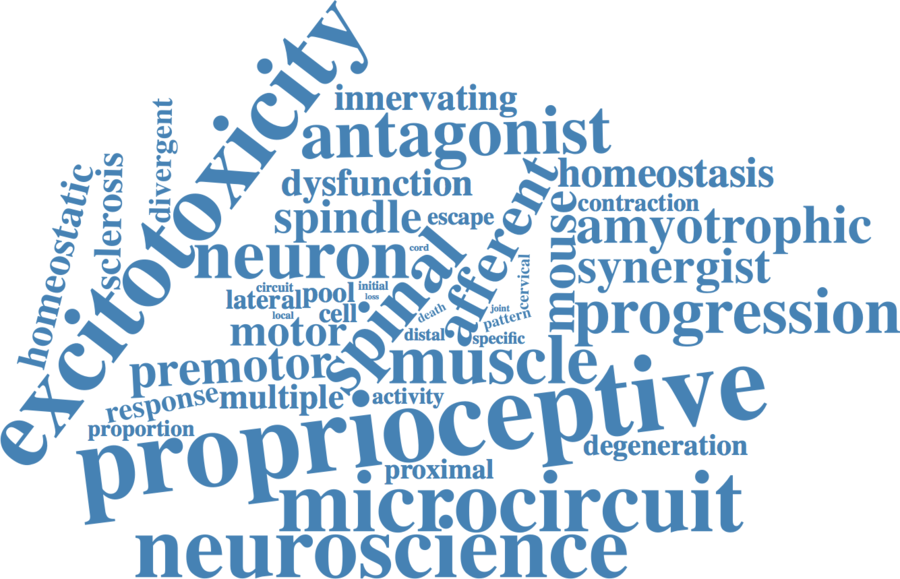 excitotoxicity
innervating
antagonist
divergent
homeostatic
sclerosis
dysfunction
homeostasis
afferent
mouse
contraction
spindle
escape
amyotrophic
neuron
cord
spinal
synergist
cervical
circuit
initial
lateral
pool
loss
local
cell
death
joint
pattern
progression
motor
distal
specific
premotor
muscle
response
multiple
activity
proportion
proprioceptive
degeneration
proximal
microcircuit
neuroscience